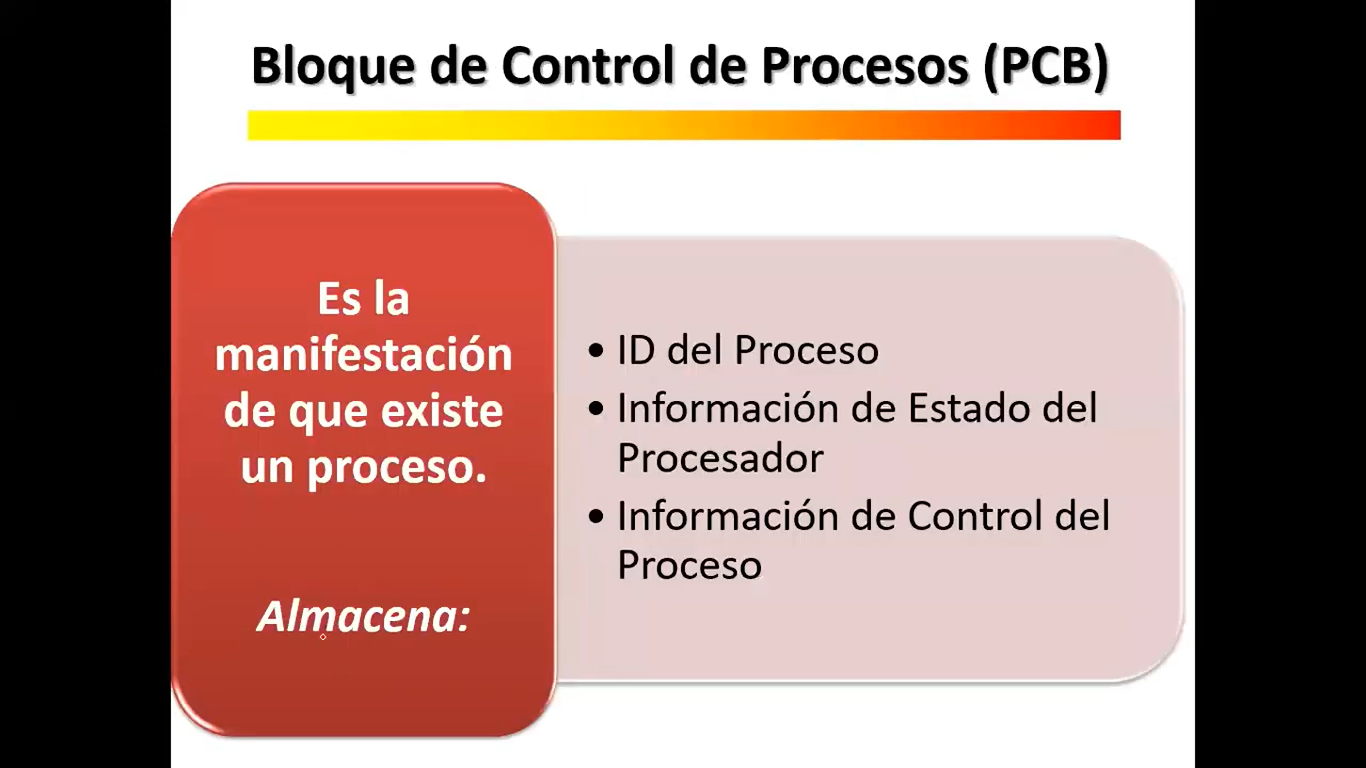 Bloque de Control de Procesos (PCB)
Es la
manifestación
de que existe
un proceso.
Almacena:
• ID del Proceso
• Información de Estado del
Procesador
• Información de Control del
Proceso